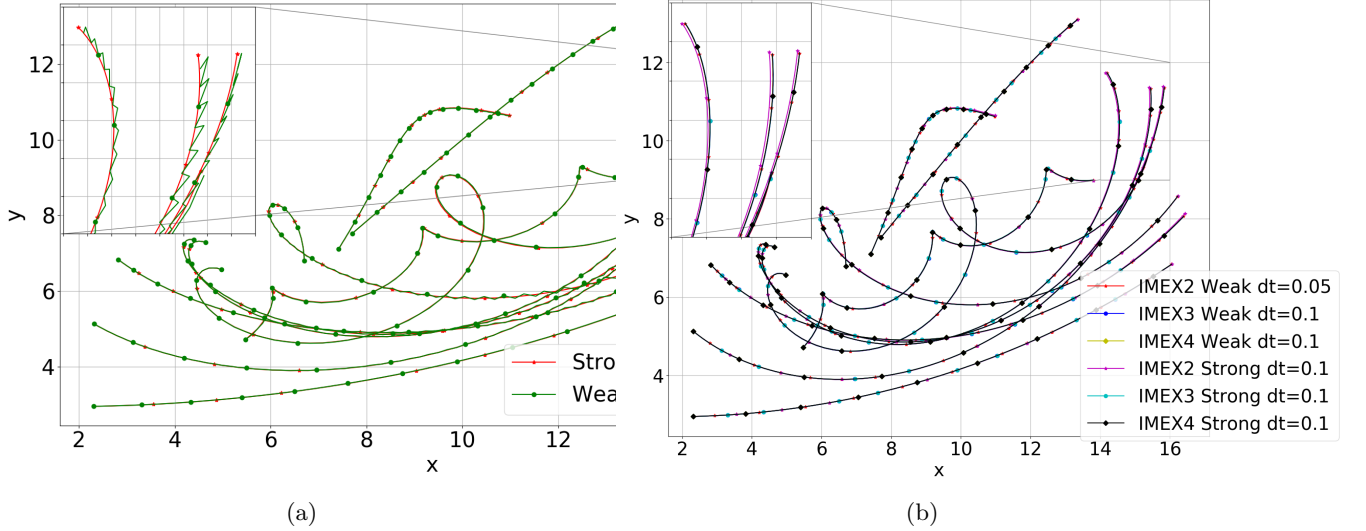 12
10
8
6
4
y
2
4
6
8
10
12
x
Stro
Wea
(a)
12
10
8
6
4
y
2
4
6
8
10
12
14
16
x
IMEX2 Weak dt=0.05
IMEX3 Weak dt=0.1
IMEX4 Weak dt=0.1
IMEX2 Strong dt=0.1
IMEX3 Strong dt=0.1
IMEX4 Strong dt=0.1
(b)